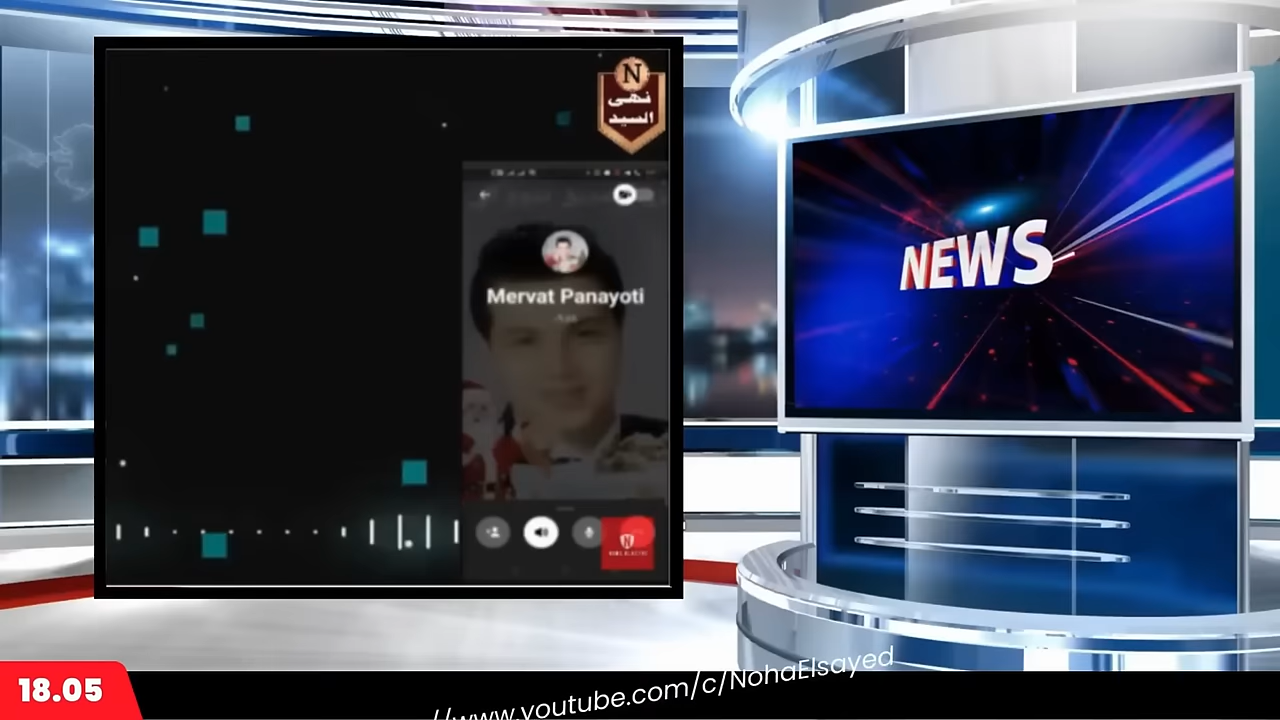 N
نهى
السيد
Mervat Panayoti
NEWS
18.05
//www.youtube.com/c/NohaElsayed